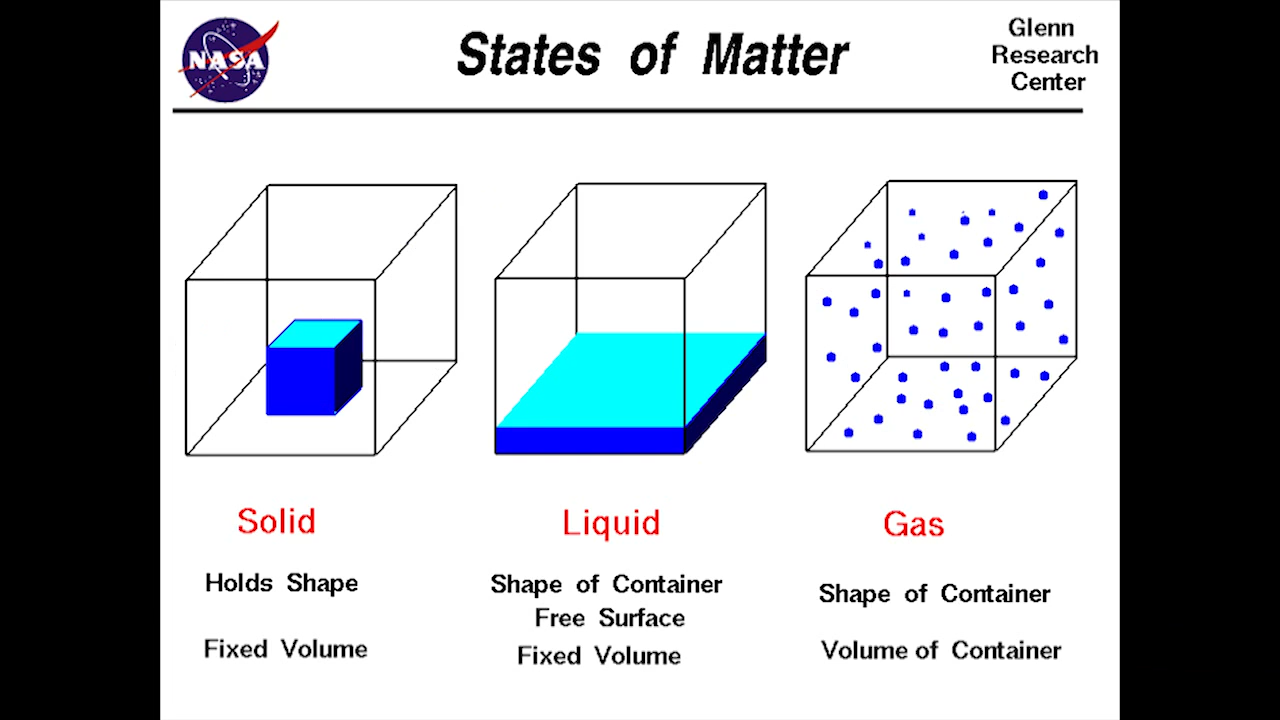 NASA
States of Matter
Glenn
Research
Center
Solid
Holds Shape
Fixed Volume
Liquid
Shape of Container
Free Surface
Fixed Volume
Gas
Shape of Container
Volume of Container